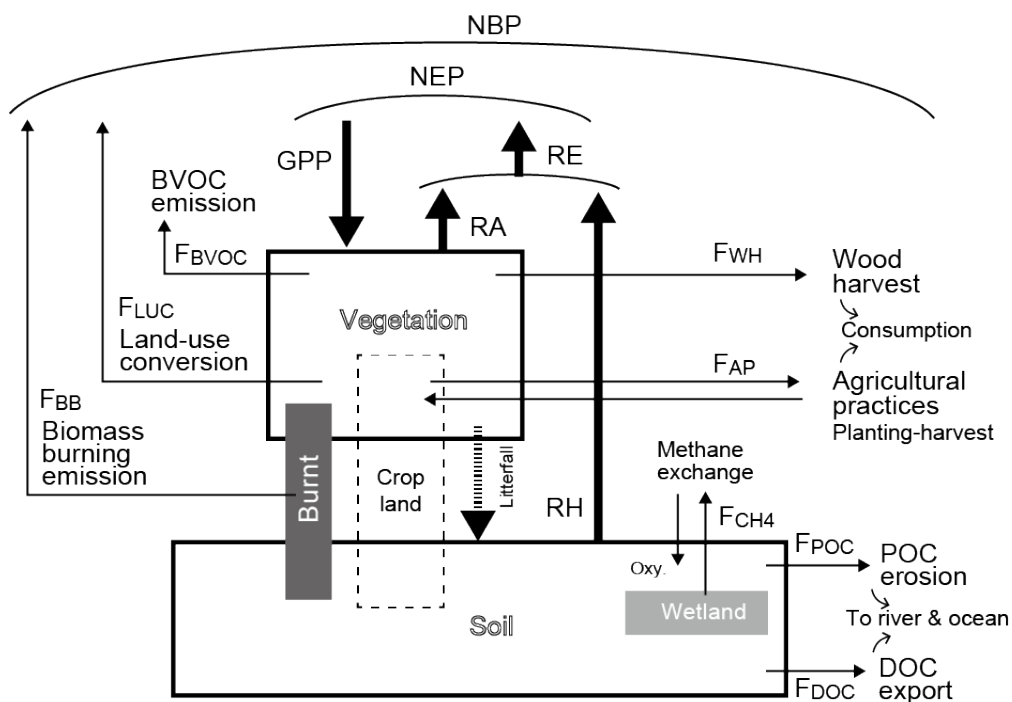 NBP
NEP
GPP
RE
BVOC
emission
RA
FBVOC
FWH
Wood
harvest
FLUC
Land-use
conversion
Vegetation
Consumption
FAP
Agricultural
practices
Planting-harvest
FBB
Biomass
burning
emission
Burnt
Crop
land
Litterfall
RH
Methane
exchange
FCH4
Oxy.
Wetland
Soil
FPOC
POC
erosion
To river & ocean
FDOC
DOC
export